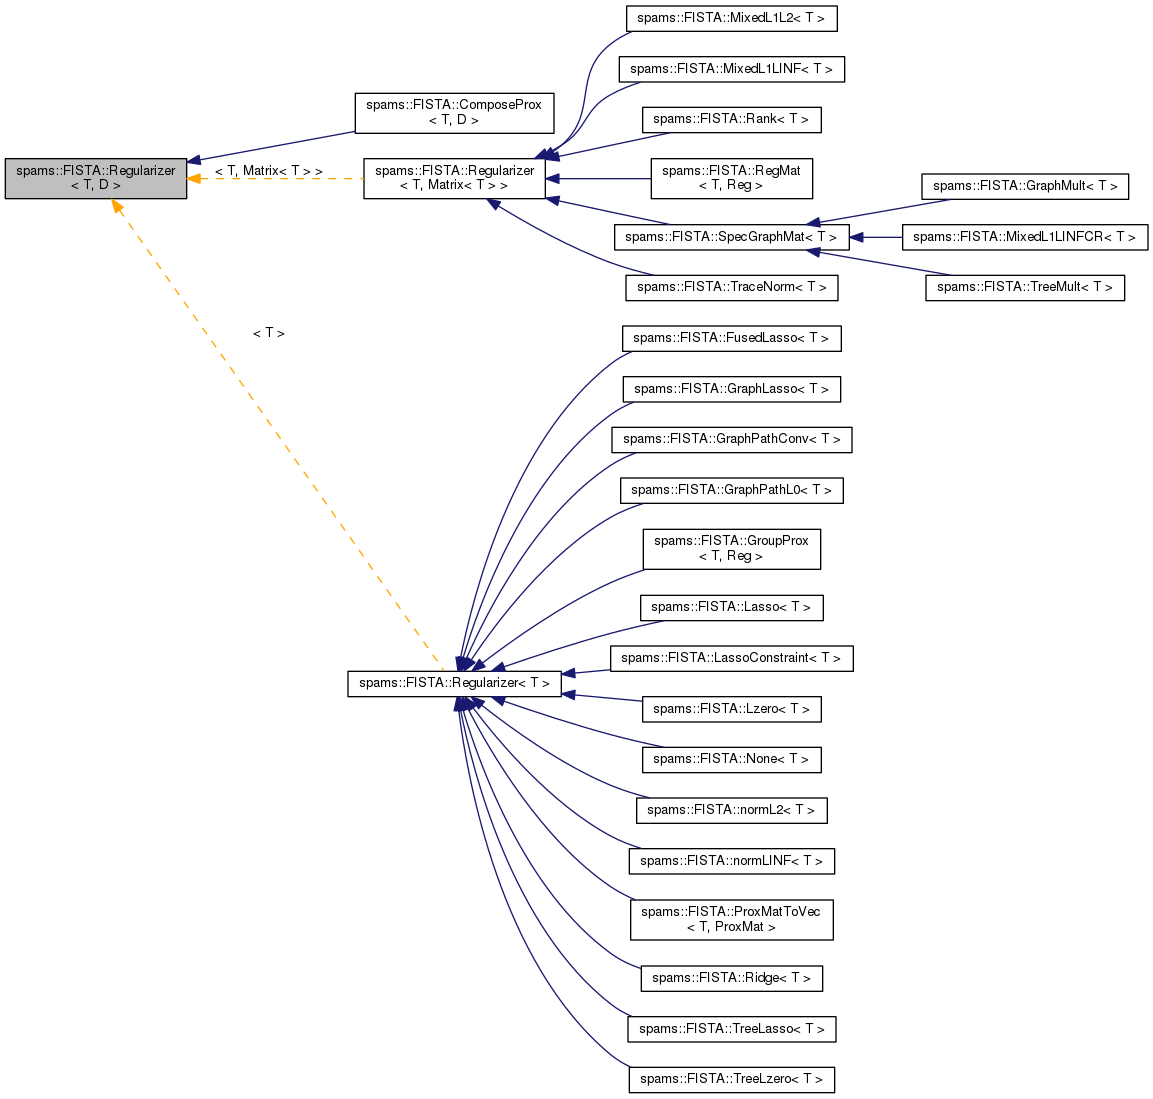 spams::FISTA::MixedL1L2< T >
spams::FISTA::MixedL1LINF< T >
spams::FISTA::ComposeProx
< T, D >
spams::FISTA::Rank< T >
spams::FISTA::Regularizer
< T, D >
< T, Matrix< T > >
spams::FISTA::Regularizer
< T, Matrix< T > >
spams::FISTA::RegMat
< T, Reg >
spams::FISTA::GraphMult< T >
spams::FISTA::SpecGraphMat< T >
spams::FISTA::MixedL1LINFCR< T >
spams::FISTA::TraceNorm< T >
spams::FISTA::TreeMult< T >
< T >
spams::FISTA::FusedLasso< T >
spams::FISTA::GraphLasso< T >
spams::FISTA::GraphPathConv< T >
spams::FISTA::GraphPathL0< T >
spams::FISTA::GroupProx
< T, Reg >
spams::FISTA::Lasso< T >
spams::FISTA::LassoConstraint< T >
spams::FISTA::Regularizer< T >
spams::FISTA::Lzero< T >
spams::FISTA::None< T >
spams::FISTA::normL2< T >
spams::FISTA::normLINF< T >
spams::FISTA::ProxMatToVec
< T, ProxMat >
spams::FISTA::Ridge< T >
spams::FISTA::TreeLasso< T >
spams::FISTA::TreeLzero< T >